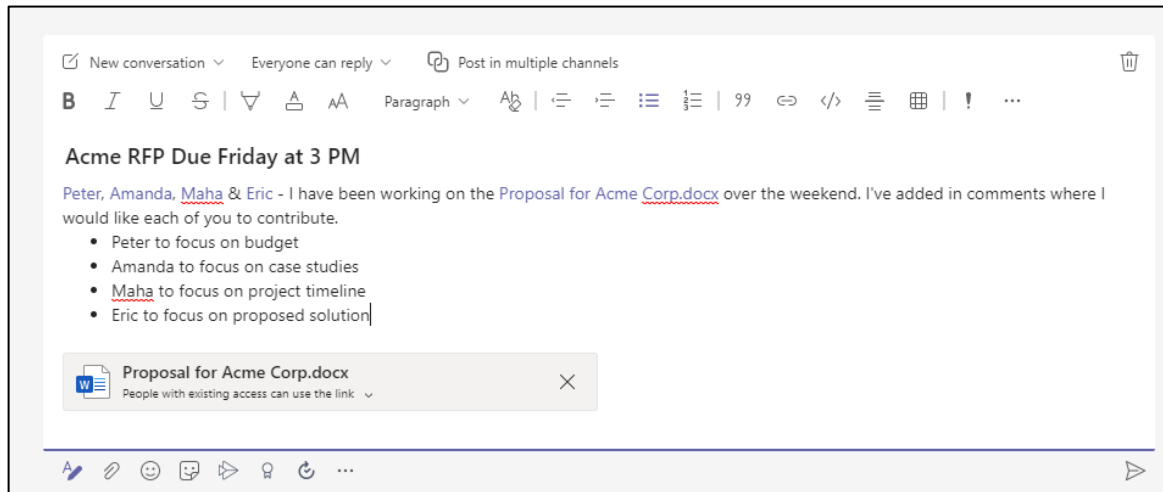 New conversation Everyone can reply Post in multiple channels
B I U S A AA Paragraph Ab 99 </> ! ...
Acme RFP Due Friday at 3 PM
Peter, Amanda, Maha & Eric - I have been working on the Proposal for Acme Corp.docx over the weekend. I've added in comments where I
would like each of you to contribute.
• Peter to focus on budget
• Amanda to focus on case studies
• Maha to focus on project timeline
• Eric to focus on proposed solution
Proposal for Acme Corp.docx
People with existing access can use the link